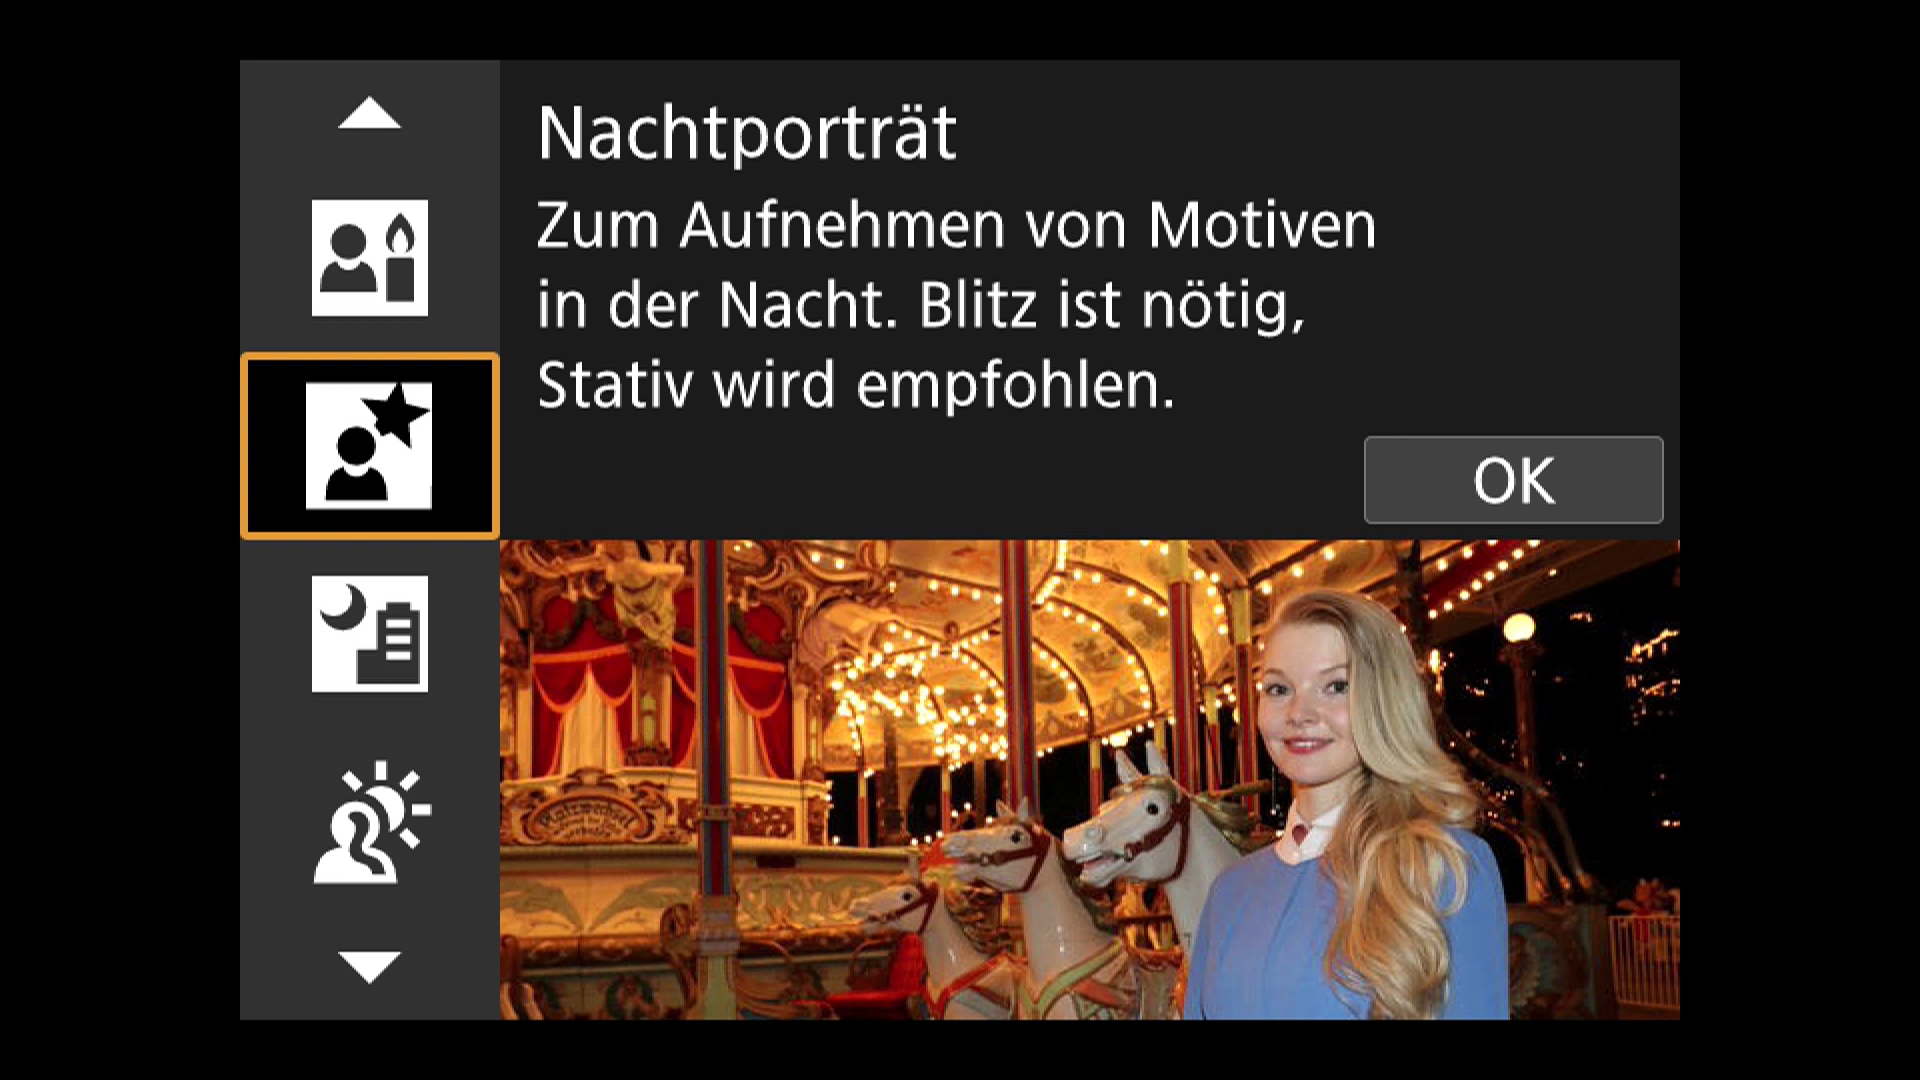 Nachtporträt
Zum Aufnehmen von Motiven
in der Nacht. Blitz ist nötig,
Stativ wird empfohlen.
OK